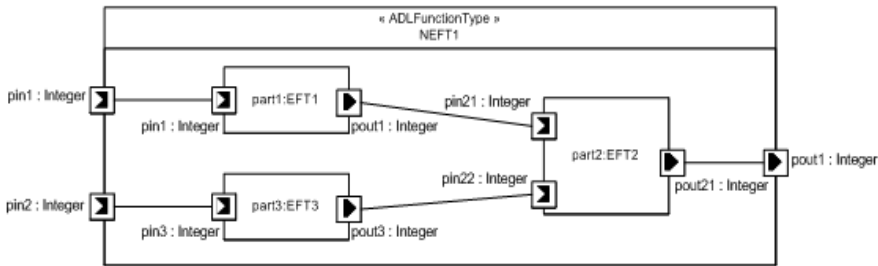 « ADLFunctionType »
NEFT1
pin1 : Integer
part1:EFT1
pin21 : Integer
pin1 : Integer
pout1 : Integer
part2:EFT2
pout1 : Integer
pin22 : Integer
pout21 : Integer
pin2 : Integer
part3:EFT3
pin3 : Integer
pout3 : Integer